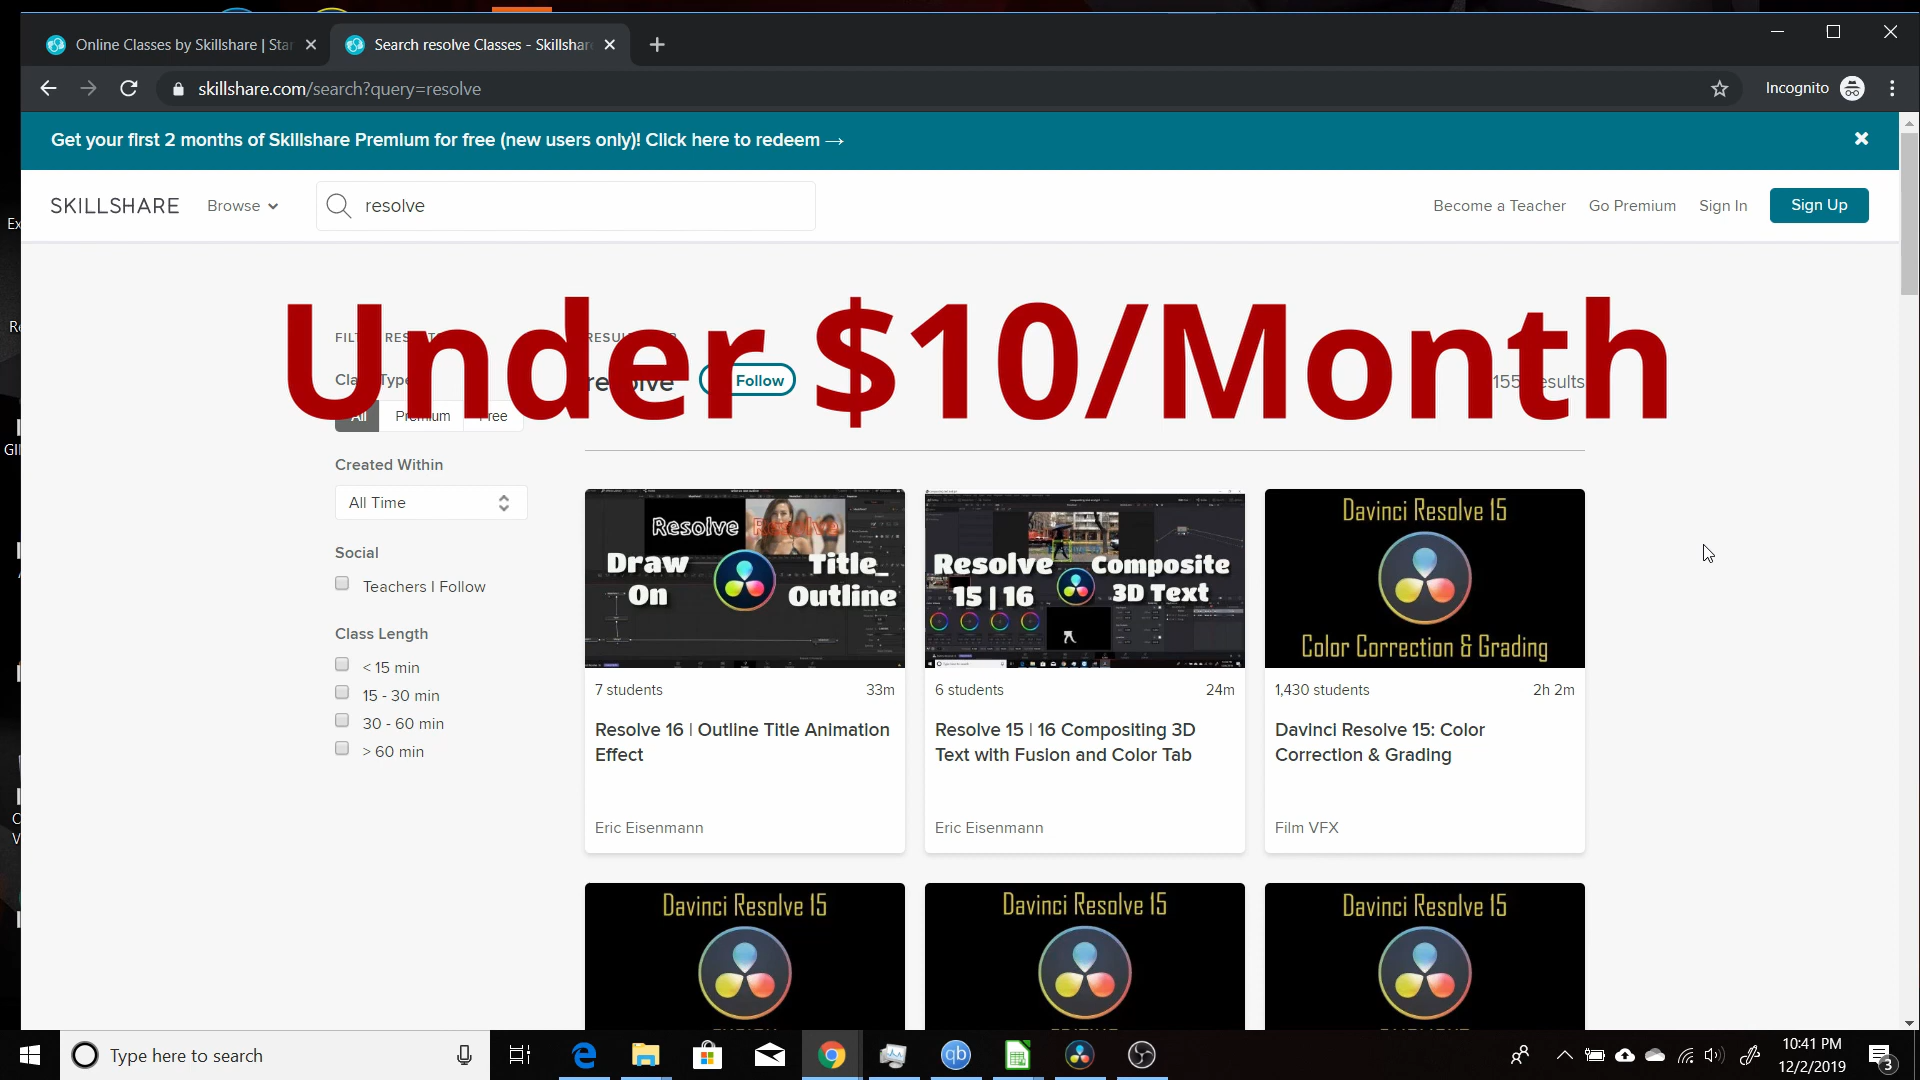 Online Classes by Skillshare | Star
Search resolve Classes - Skillshare
skillshare.com/search?query=resolve
Incognito
Get your first 2 months of Skillshare Premium for free (new users only)! Click here to redeem →
SKILLSHARE
Browse
resolve
Become a Teacher
Go Premium
Sign In
Sign Up
Under $10/Month
resolve
Follow
All
Premium
Free
Created Within
All Time
Social
Teachers I Follow
Class Length
< 15 min
15 - 30 min
30 - 60 min
> 60 min
Resolve
Draw On
Title_ Outline
7 students
33m
Resolve 16 | Outline Title Animation
Effect
Eric Eisenmann
Resolve 15 | 16
Composite 3D Text
6 students
24m
Resolve 15 | 16 Compositing 3D
Text with Fusion and Color Tab
Eric Eisenmann
Davinci Resolve 15
Color Correction & Grading
1,430 students
2h 2m
Davinci Resolve 15: Color
Correction & Grading
Film VFX
Davinci Resolve 15
Davinci Resolve 15
Davinci Resolve 15
Type here to search
qb
10:41 PM
12/2/2019
3